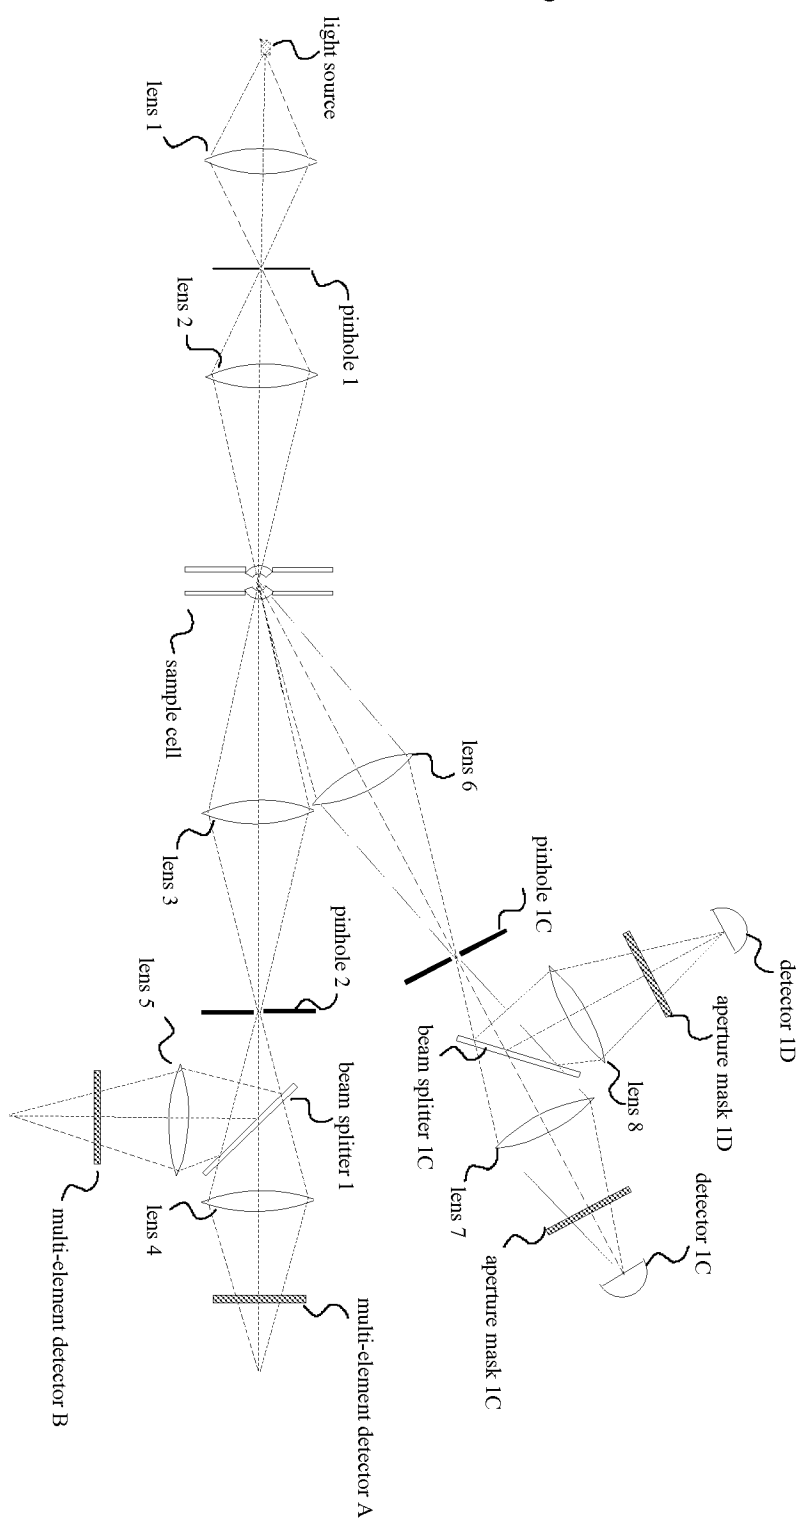 light source
lens 1
pinhole 1
lens 2
sample cell
lens 6
lens 3
pinhole 1C
detector 1D
aperture mask 1D
lens 8
beam splitter 1C
pinhole 2
lens 5
beam splitter 1
lens 7
detector 1C
aperture mask 1C
lens 4
multi-element detector B
multi-element detector A